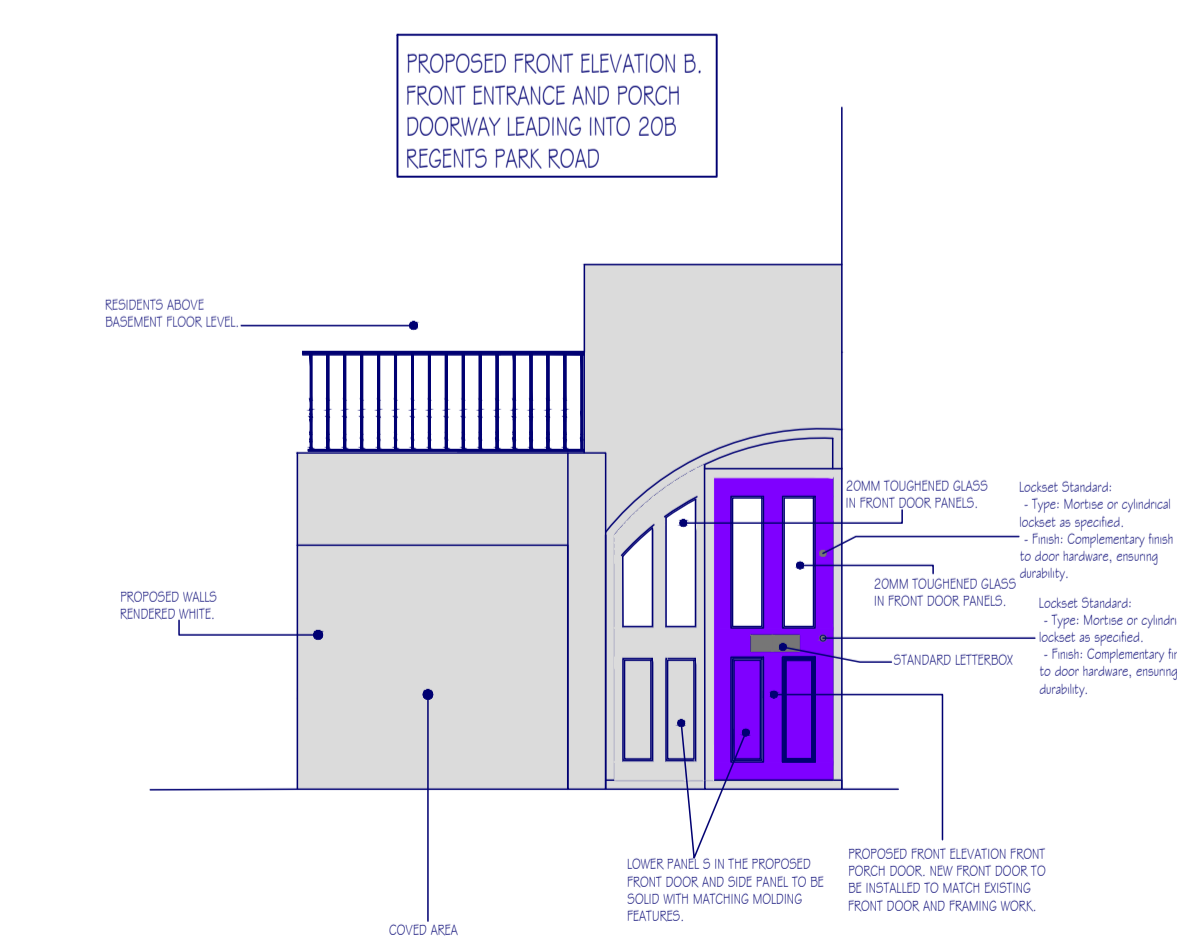 PROPOSED FRONT ELEVATION B.
FRONT ENTRANCE AND PORCH
DOORWAY LEADING INTO 20B
REGENTS PARK ROAD
RESIDENTS ABOVE
BASEMENT FLOOR LEVEL.
20MM TOUGHENED GLASS
IN FRONT DOOR PANELS.
Lockset Standard:
- Type: Mortise or cylindrical
lockset as specified.
- Finish: Complementary finish
to door hardware, ensuring
durability.
20MM TOUGHENED GLASS
IN FRONT DOOR PANELS.
PROPOSED WALLS
RENDERED WHITE.
Lockset Standard:
- Type: Mortise or
lockset as specified.
- Finish: Complementary
to door hardware, ensuring
durability.
STANDARD LETTERBOX
LOWER PANEL S IN THE PROPOSED
FRONT DOOR AND SIDE PANEL TO BE
SOLID WITH MATCHING MOLDING
FEATURES.
PROPOSED FRONT ELEVATION FRONT
PORCH DOOR. NEW FRONT DOOR TO
BE INSTALLED TO MATCH EXISTING
FRONT DOOR AND FRAMING WORK.
COVED AREA